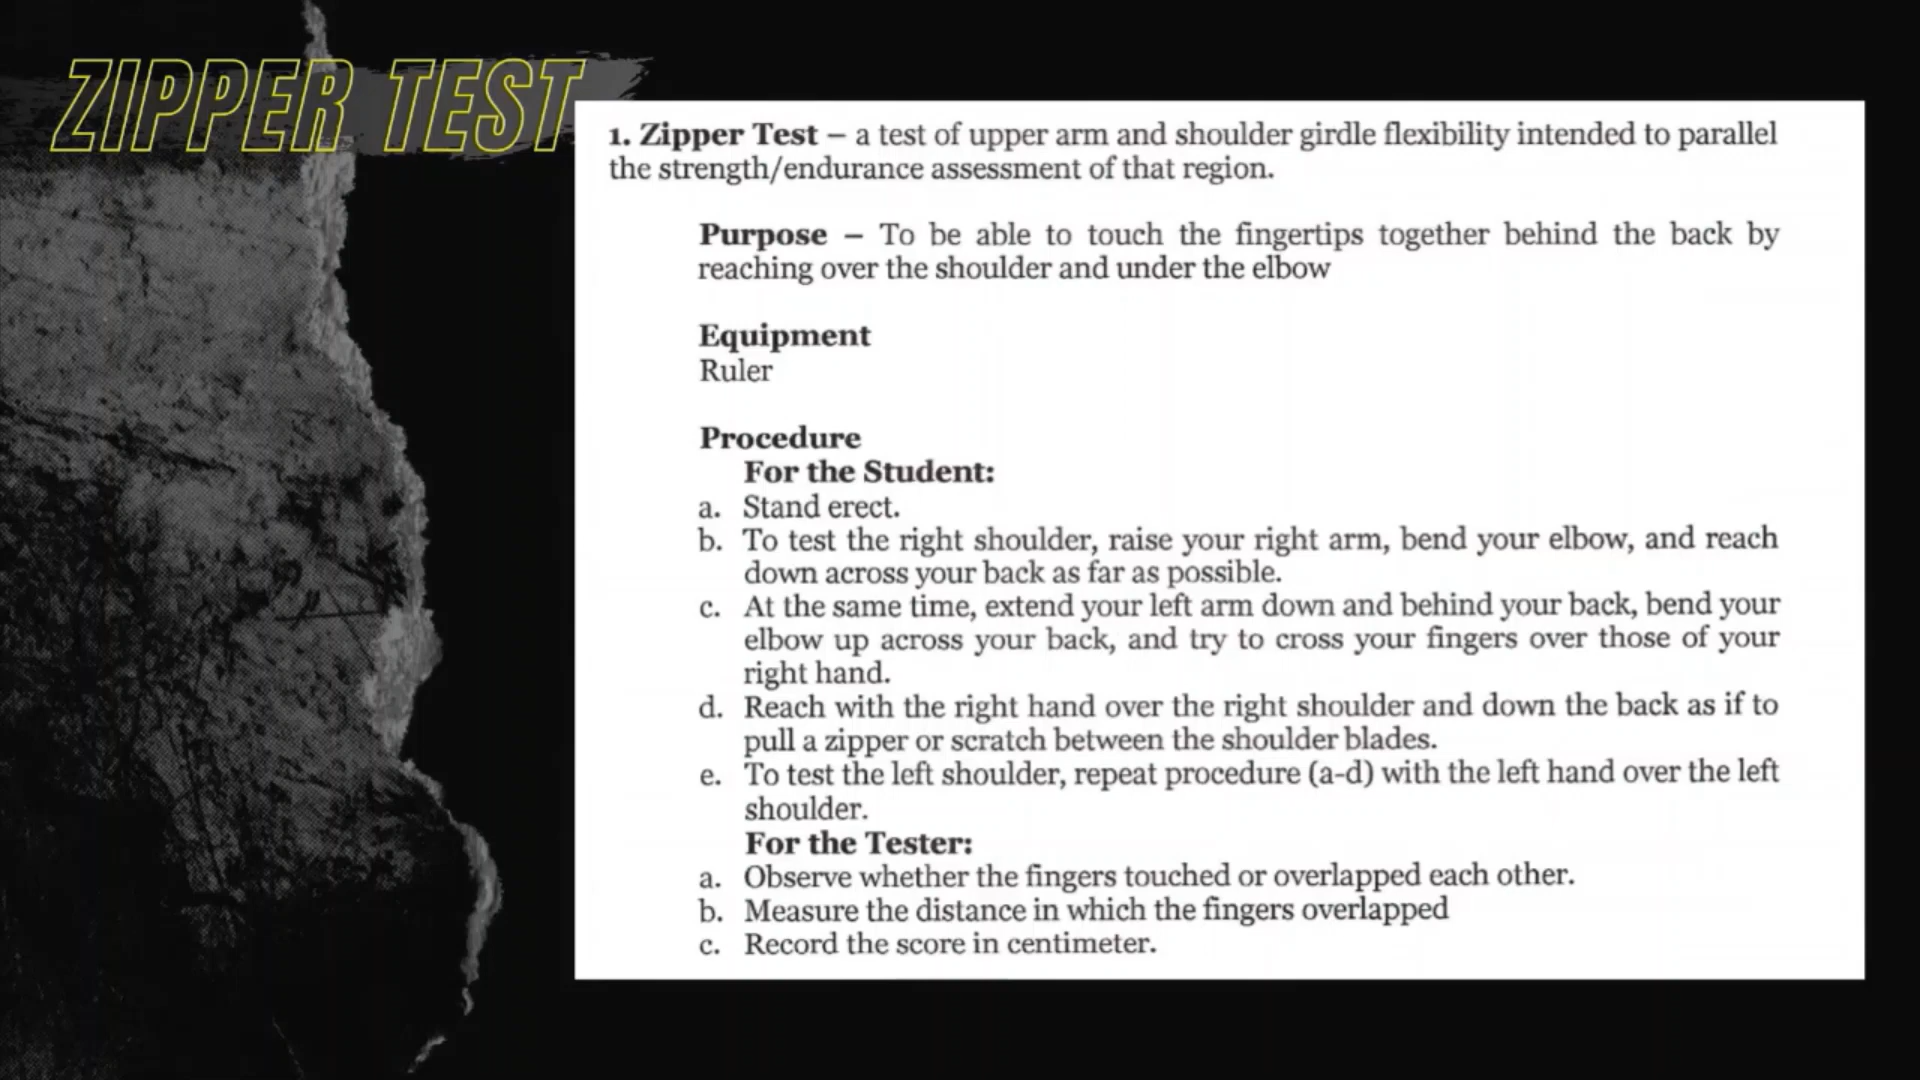 ZIPPER TEST
1. Zipper Test – a test of upper arm and shoulder girdle flexibility intended to parallel
the strength/endurance assessment of that region.
Purpose – To be able to touch the fingertips together behind the back by
reaching over the shoulder and under the elbow
Equipment
Ruler
Procedure
For the Student:
a. Stand erect.
b. To test the right shoulder, raise your right arm, bend your elbow, and reach
down across your back as far as possible.
c. At the same time, extend your left arm down and behind your back, bend your
elbow up across your back, and try to cross your fingers over those of your
right hand.
d. Reach with the right hand over the right shoulder and down the back as if to
pull a zipper or scratch between the shoulder blades.
e. To test the left shoulder, repeat procedure (a-d) with the left hand over the left
shoulder.
For the Tester:
a. Observe whether the fingers touched or overlapped each other.
b. Measure the distance in which the fingers overlapped
c. Record the score in centimeter.